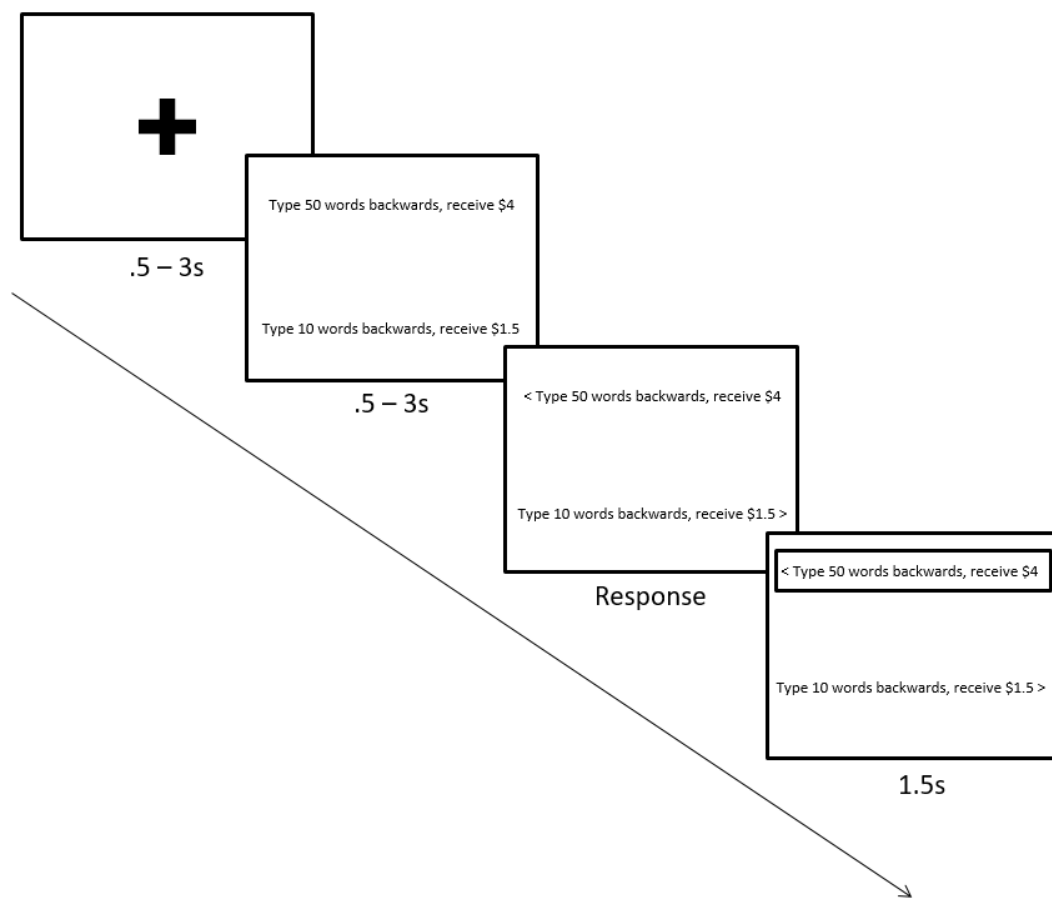 .5 – 3s
Type 50 words backwards, receive $4
Type 10 words backwards, receive $1.5
.5 – 3s
< Type 50 words backwards, receive $4
Type 10 words backwards, receive $1.5 >
Response
< Type 50 words backwards, receive $4
Type 10 words backwards, receive $1.5 >
1.5s